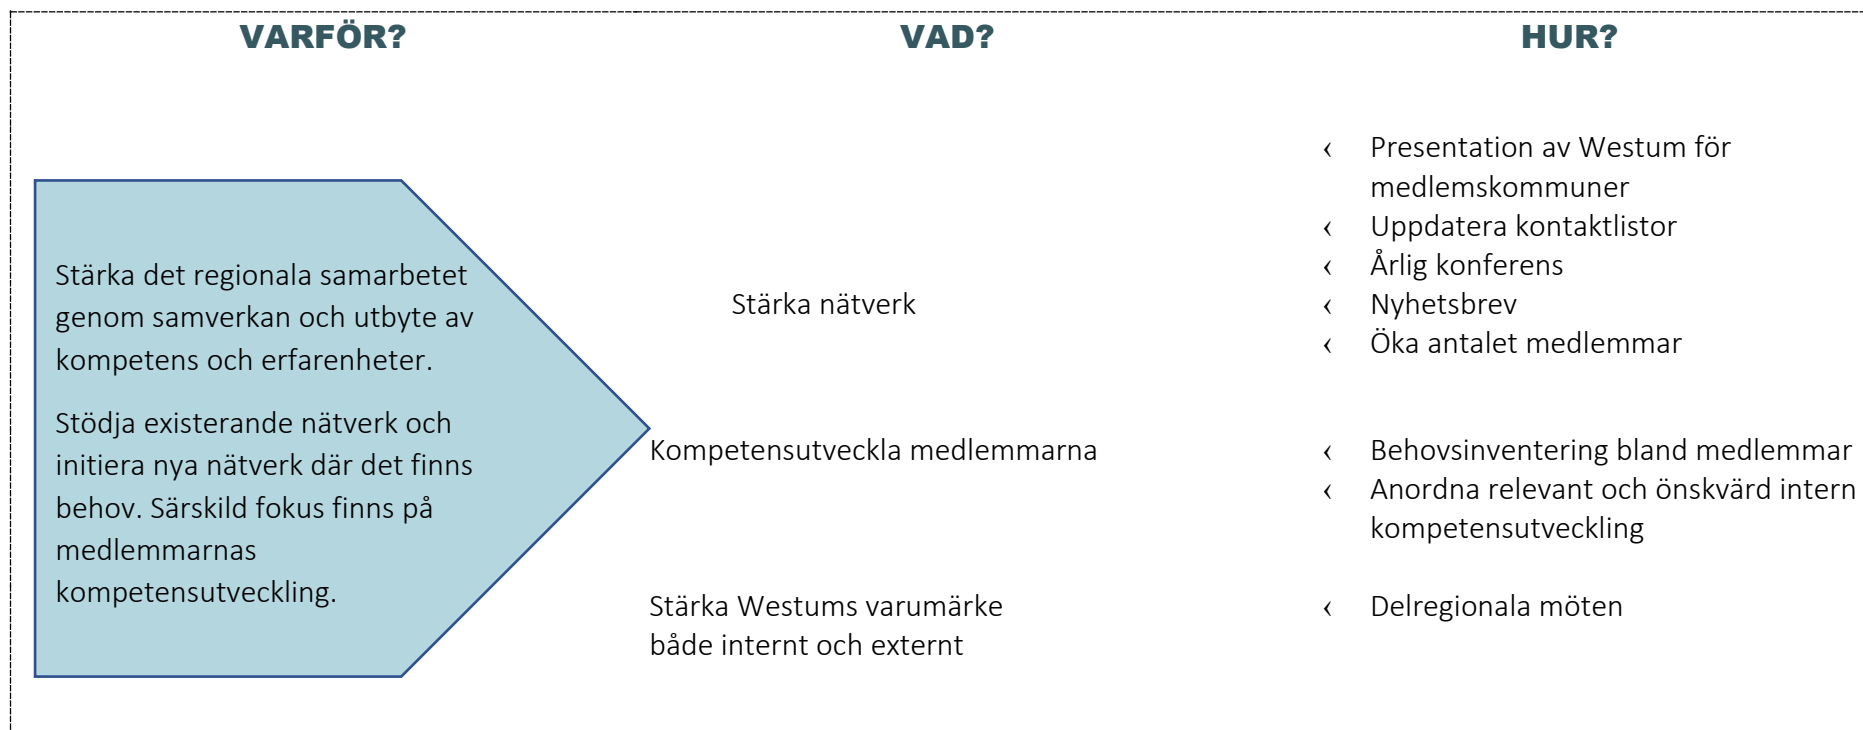 VARFÖR?
VAD?
HUR?
Stärka det regionala samarbetet
genom samverkan och utbyte av
kompetens och erfarenheter.
Stödja existerande nätverk och
initiera nya nätverk där det finns
behov. Särskild fokus finns på
medlemmarnas
kompetensutveckling.
Stärka nätverk
Kompetensutveckla medlemmarna
Stärka Westums varumärke
både internt och externt
‹ Presentation av Westum för
medlemskommuner
‹ Uppdatera kontaktlistor
‹ Årlig konferens
‹ Nyhetsbrev
‹ Öka antalet medlemmar
‹ Behovsinventering bland medlemmar
‹ Anordna relevant och önskvärd intern
kompetensutveckling
‹ Delregionala möten